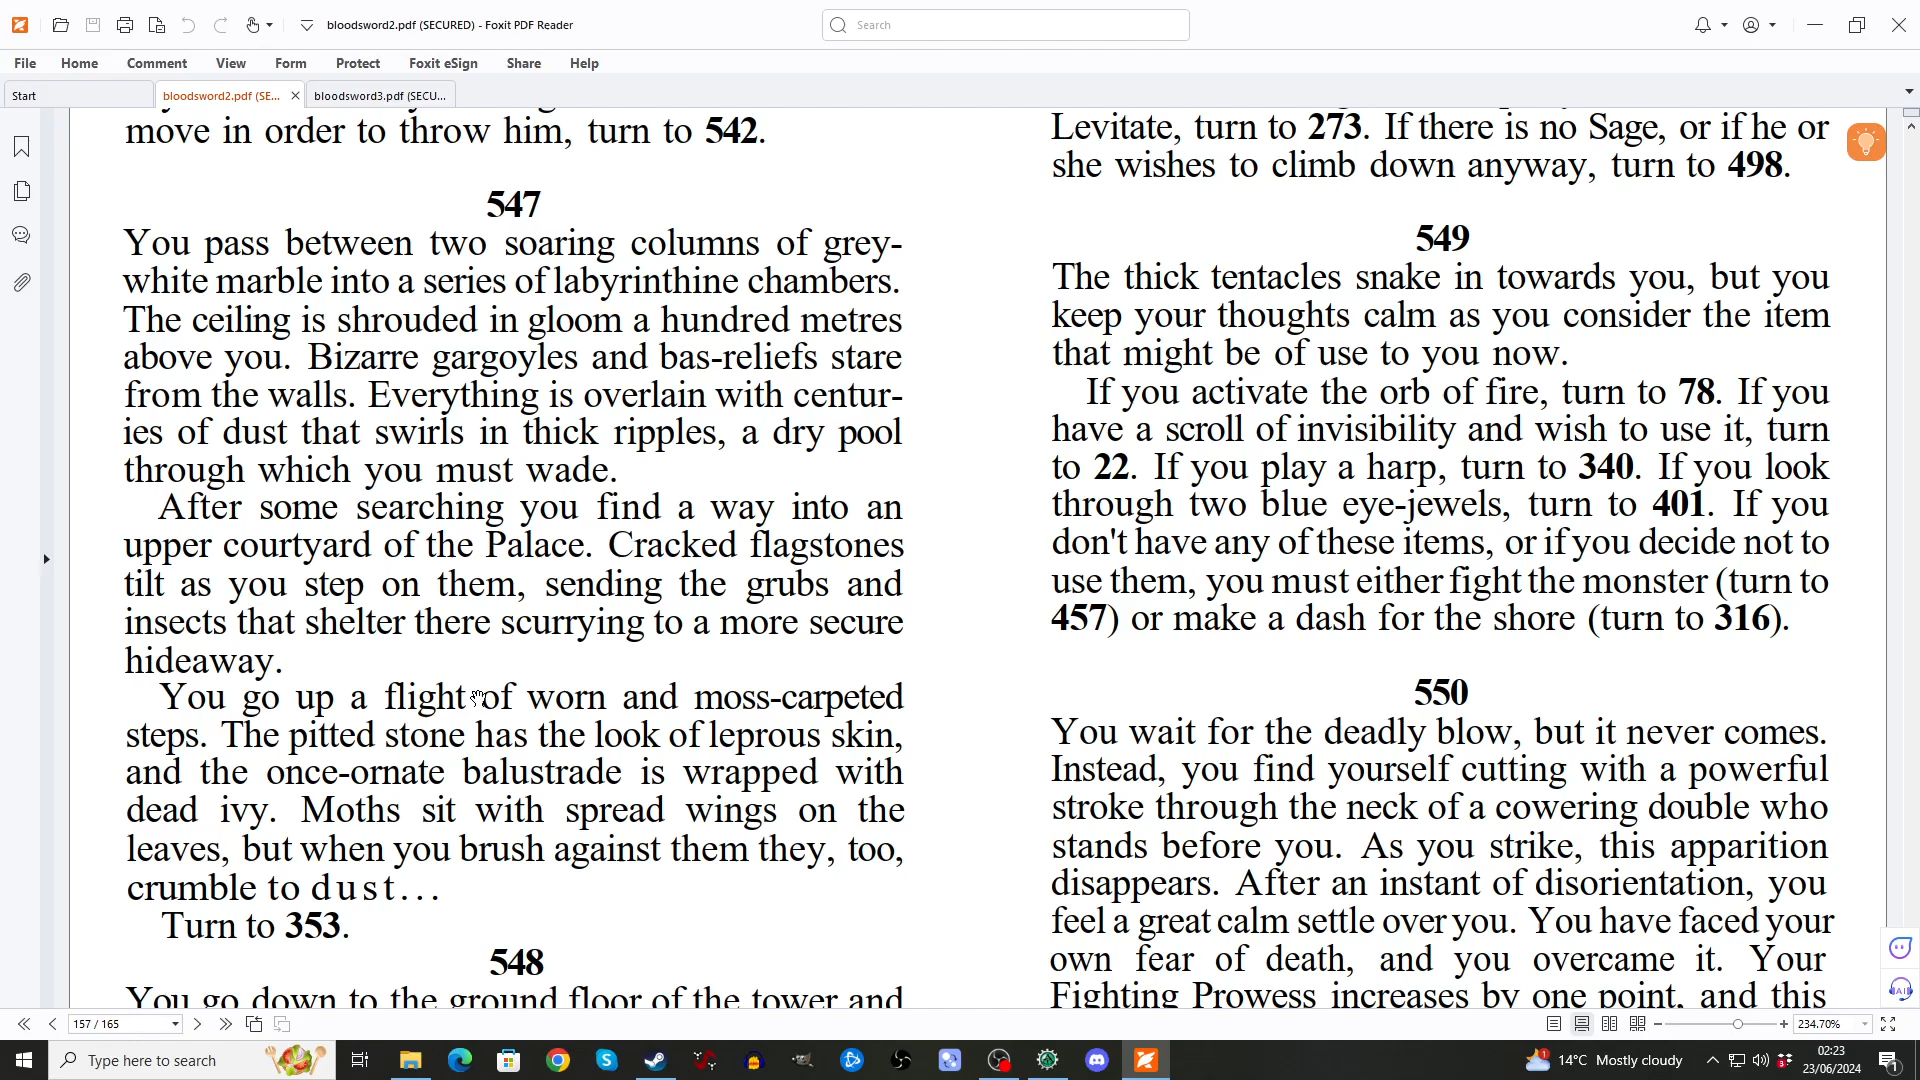 bloodsword2.pdf (SECURED) - Foxit PDF Reader
Search
File Home Comment View Form Protect Foxit eSign Share Help
Start bloodsword2.pdf (SE... bloodsword3.pdf (SECU...
move in order to throw him, turn to 542.
547
You pass between two soaring columns of grey-
white marble into a series of labyrinthine chambers.
The ceiling is shrouded in gloom a hundred metres
above you. Bizarre gargoyles and bas-reliefs stare
from the walls. Everything is overlain with centur-
ies of dust that swirls in thick ripples, a dry pool
through which you must wade.
After some searching you find a way into an
upper courtyard of the Palace. Cracked flagstones
tilt as you step on them, sending the grubs and
insects that shelter there scurrying to a more secure
hideaway.
You go up a flight of worn and moss-carpeted
steps. The pitted stone has the look of leprous skin,
and the once-ornate balustrade is wrapped with
dead ivy. Moths sit with spread wings on the
leaves, but when you brush against them they, too,
crumble to dust...
Turn to 353.
548
You go down to the ground floor of the tower and
Levitate, turn to 273. If there is no Sage, or if he or
she wishes to climb down anyway, turn to 498.
549
The thick tentacles snake in towards you, but you
keep your thoughts calm as you consider the item
that might be of use to you now.
If you activate the orb of fire, turn to 78. If you
have a scroll of invisibility and wish to use it, turn
to 22. If you play a harp, turn to 340. If you look
through two blue eye-jewels, turn to 401. If you
don't have any of these items, or if you decide not to
use them, you must either fight the monster (turn to
457) or make a dash for the shore (turn to 316).
550
You wait for the deadly blow, but it never comes.
Instead, you find yourself cutting with a powerful
stroke through the neck of a cowering double who
stands before you. As you strike, this apparition
disappears. After an instant of disorientation, you
feel a great calm settle over you. You have faced your
own fear of death, and you overcame it. Your
Fighting Prowess increases by one point, and this
157 / 165
234.70%
Type here to search
14°C Mostly cloudy
02:23
23/06/2024